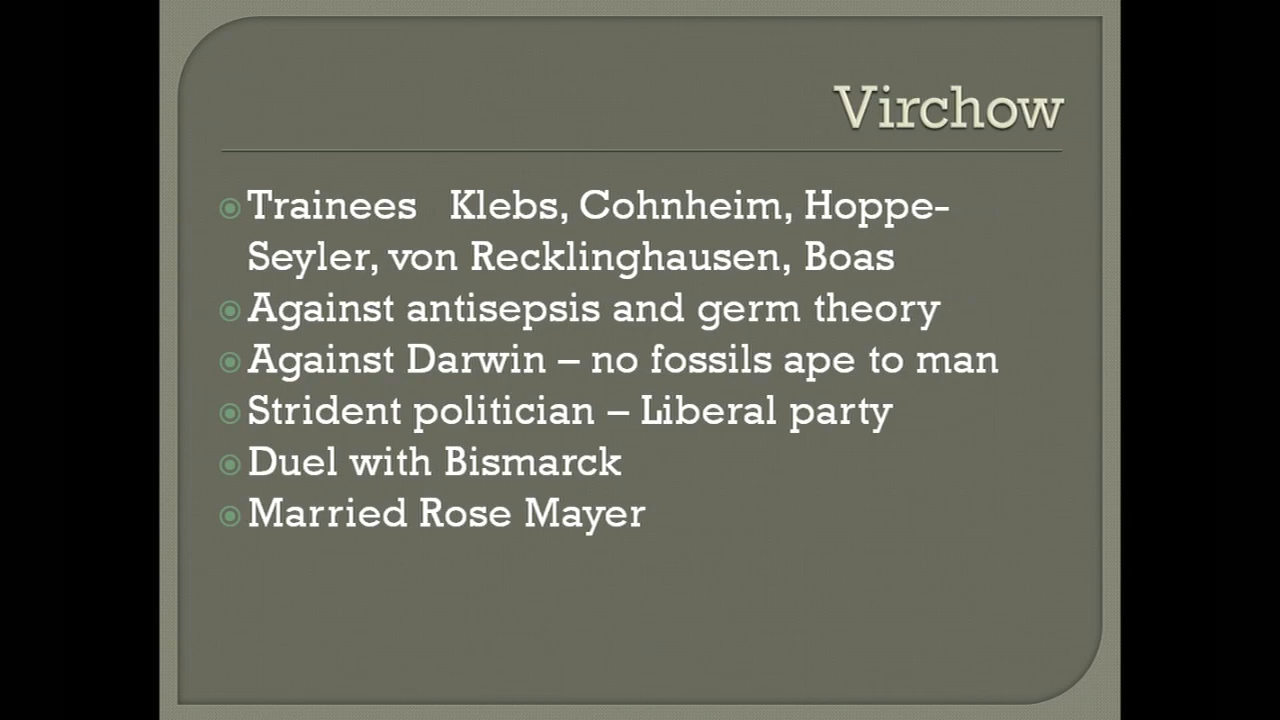 Virchow
Trainees Klebs, Cohnheim, Hoppe-
Seyler, von Recklinghausen, Boas
Against antisepsis and germ theory
Against Darwin – no fossils ape to man
Strident politician – Liberal party
Duel with Bismarck
Married Rose Mayer